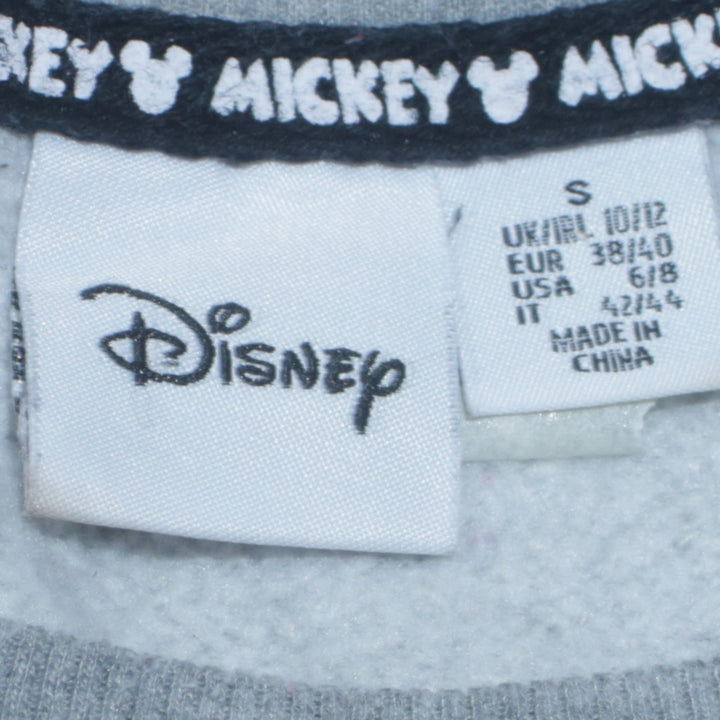 MICKEY MICKEY MICK
Disney
S
UK/IRL 10/12
EUR 38/40
USA 6/8
IT 42/44
MADE IN
CHINA